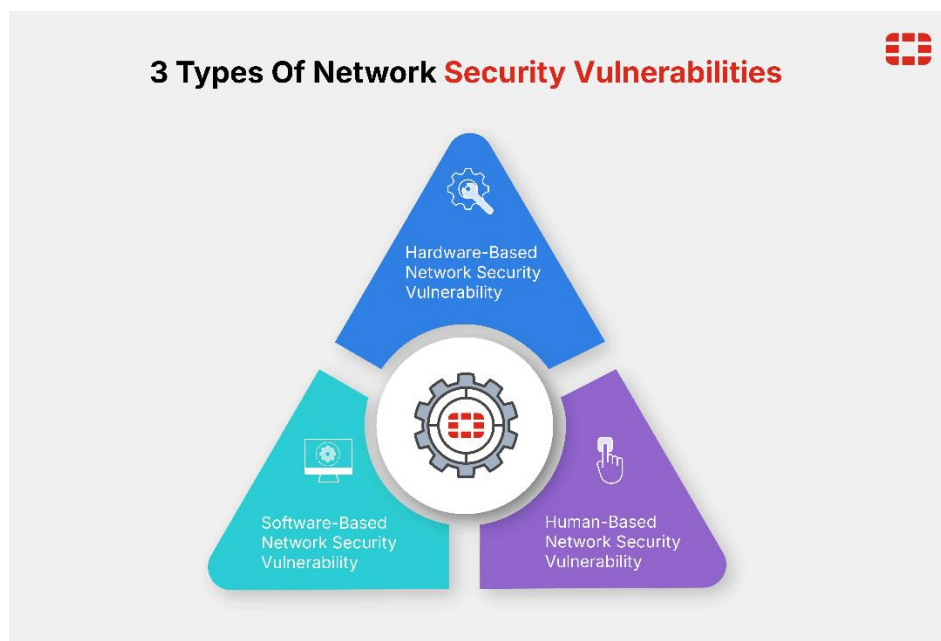 3 Types Of Network Security Vulnerabilities
Hardware-Based
Network Security
Vulnerability
Software-Based
Network Security
Vulnerability
Human-Based
Network Security
Vulnerability